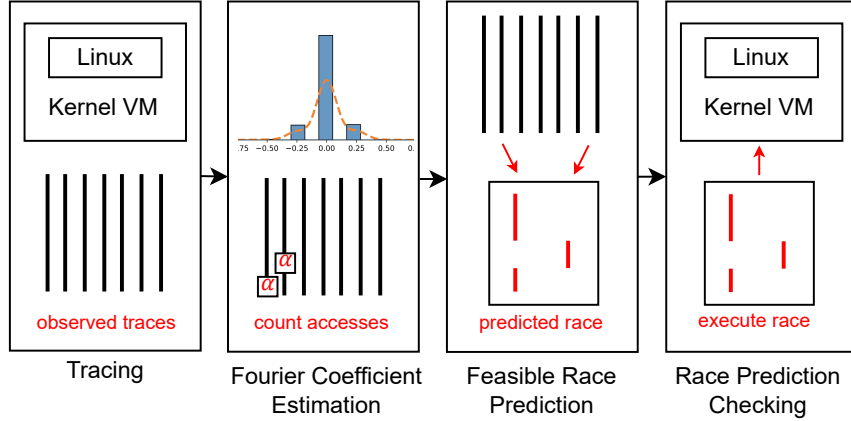 Linux
Kernel VM
observed traces
Tracing
.75 −0.50 −0.25 0.00 0.25 0.50 0.
α
α
count accesses
Fourier Coefficient
Estimation
predicted race
Feasible Race
Prediction
Linux
Kernel VM
execute race
Race Prediction
Checking